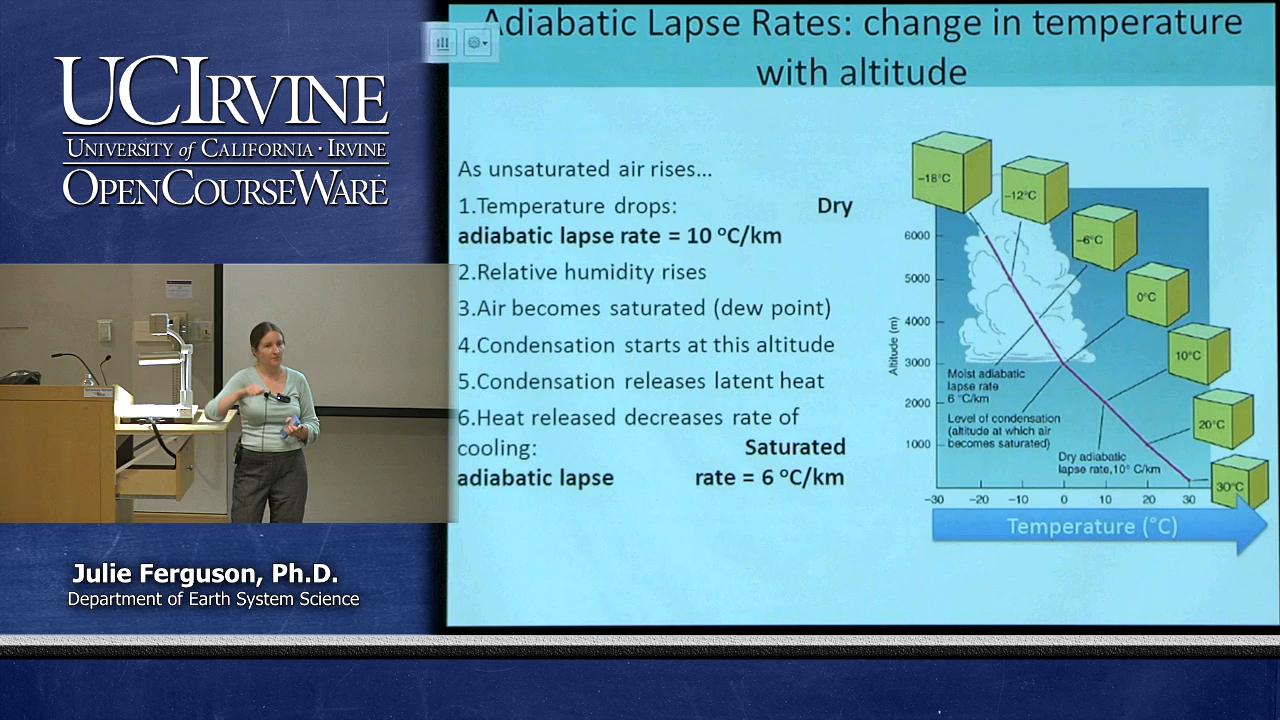 UCIRVINE
UNIVERSITY of CALIFORNIA · IRVINE
OPENCOURSEWARE
Julie Ferguson, Ph.D.
Department of Earth System Science
Adiabatic Lapse Rates: change in temperature
with altitude
As unsaturated air rises...
1.Temperature drops: Dry
adiabatic lapse rate = 10 ºC/km
2.Relative humidity rises
3.Air becomes saturated (dew point)
4.Condensation starts at this altitude
5.Condensation releases latent heat
6.Heat released decreases rate of
cooling: Saturated
adiabatic lapse rate = 6 ºC/km
–18°C
–12°C
–6°C
0°C
10°C
20°C
30°C
Altitude (m)
6000
5000
4000
3000
2000
1000
Moist adiabatic
lapse rate
6 °C/km
Level of condensation
(altitude at which air
becomes saturated)
Dry adiabatic
lapse rate,10° C/km
–30 –20 –10 0 10 20 30
Temperature (°C)